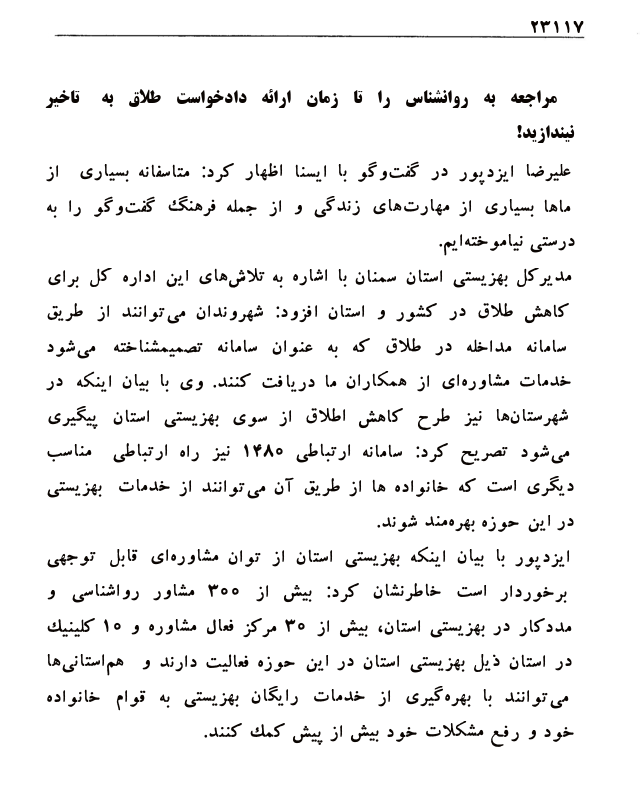 ۲۳۱۱۷
مراجعه به روانشناس را تا زمان ارائه دادخواست طلاق به تاخیر
نیندازید!
علیرضا ایزدپور در گفت‌وگو با ایسنا اظهار کرد: متاسفانه بسیاری از
ماها بسیاری از مهارت‌های زندگی و از جمله فرهنگ گفت‌وگو را به
درستی نیاموخته‌ایم.
مدیرکل بهزیستی استان سمنان با اشاره به تلاش‌های این اداره کل برای
کاهش طلاق در کشور و استان افزود: شهروندان می‌توانند از طریق
سامانه مداخله در طلاق که به عنوان سامانه تصمیمشناخته می‌شود
خدمات مشاوره‌ای از همکاران ما دریافت کنند. وی با بیان اینکه در
شهرستان‌ها نیز طرح کاهش اطلاق از سوی بهزیستی استان پیگیری
می‌شود تصریح کرد: سامانه ارتباطی ۱۴۸۰ نیز راه ارتباطی مناسب
دیگری است که خانواده ها از طریق آن می‌توانند از خدمات بهزیستی
در این حوزه بهره‌مند شوند.
ایزدپور با بیان اینکه بهزیستی استان از توان مشاوره‌ای قابل توجهی
برخوردار است خاطرنشان کرد: بیش از ۳۰۰ مشاور رواشناسی و
مددکار در بهزیستی استان، بیش از ۳۰ مرکز فعال مشاوره و ۱۰ کلینیک
در استان ذیل بهزیستی استان در این حوزه فعالیت دارند و هم‌استانی‌ها
می‌توانند با بهره‌گیری از خدمات رایگان بهزیستی به قوام خانواده
خود و رفع مشکلات خود بیش از پیش کمک کنند.